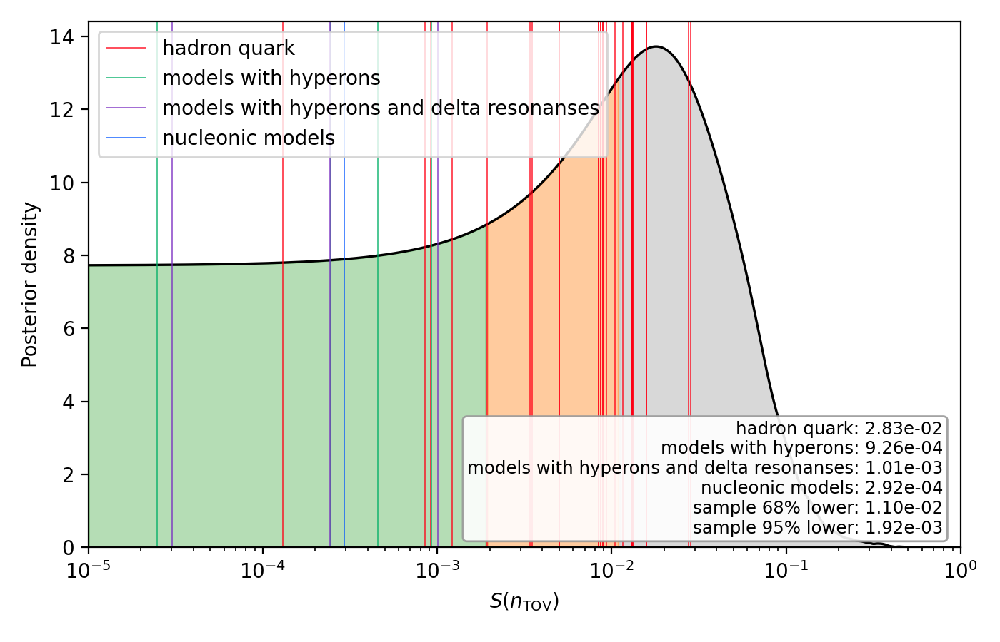 14
12
10
8
6
4
2
0
Posterior density
hadron quark
models with hyperons
models with hyperons and delta resonanses
nucleonic models
hadron quark: 2.83e-02
models with hyperons: 9.26e-04
models with hyperons and delta resonanses: 1.01e-03
nucleonic models: 2.92e-04
sample 68% lower: 1.10e-02
sample 95% lower: 1.92e-03
10⁻⁵ 10⁻⁴ 10⁻³ 10⁻² 10⁻¹ 10⁰
S(n_TOV)